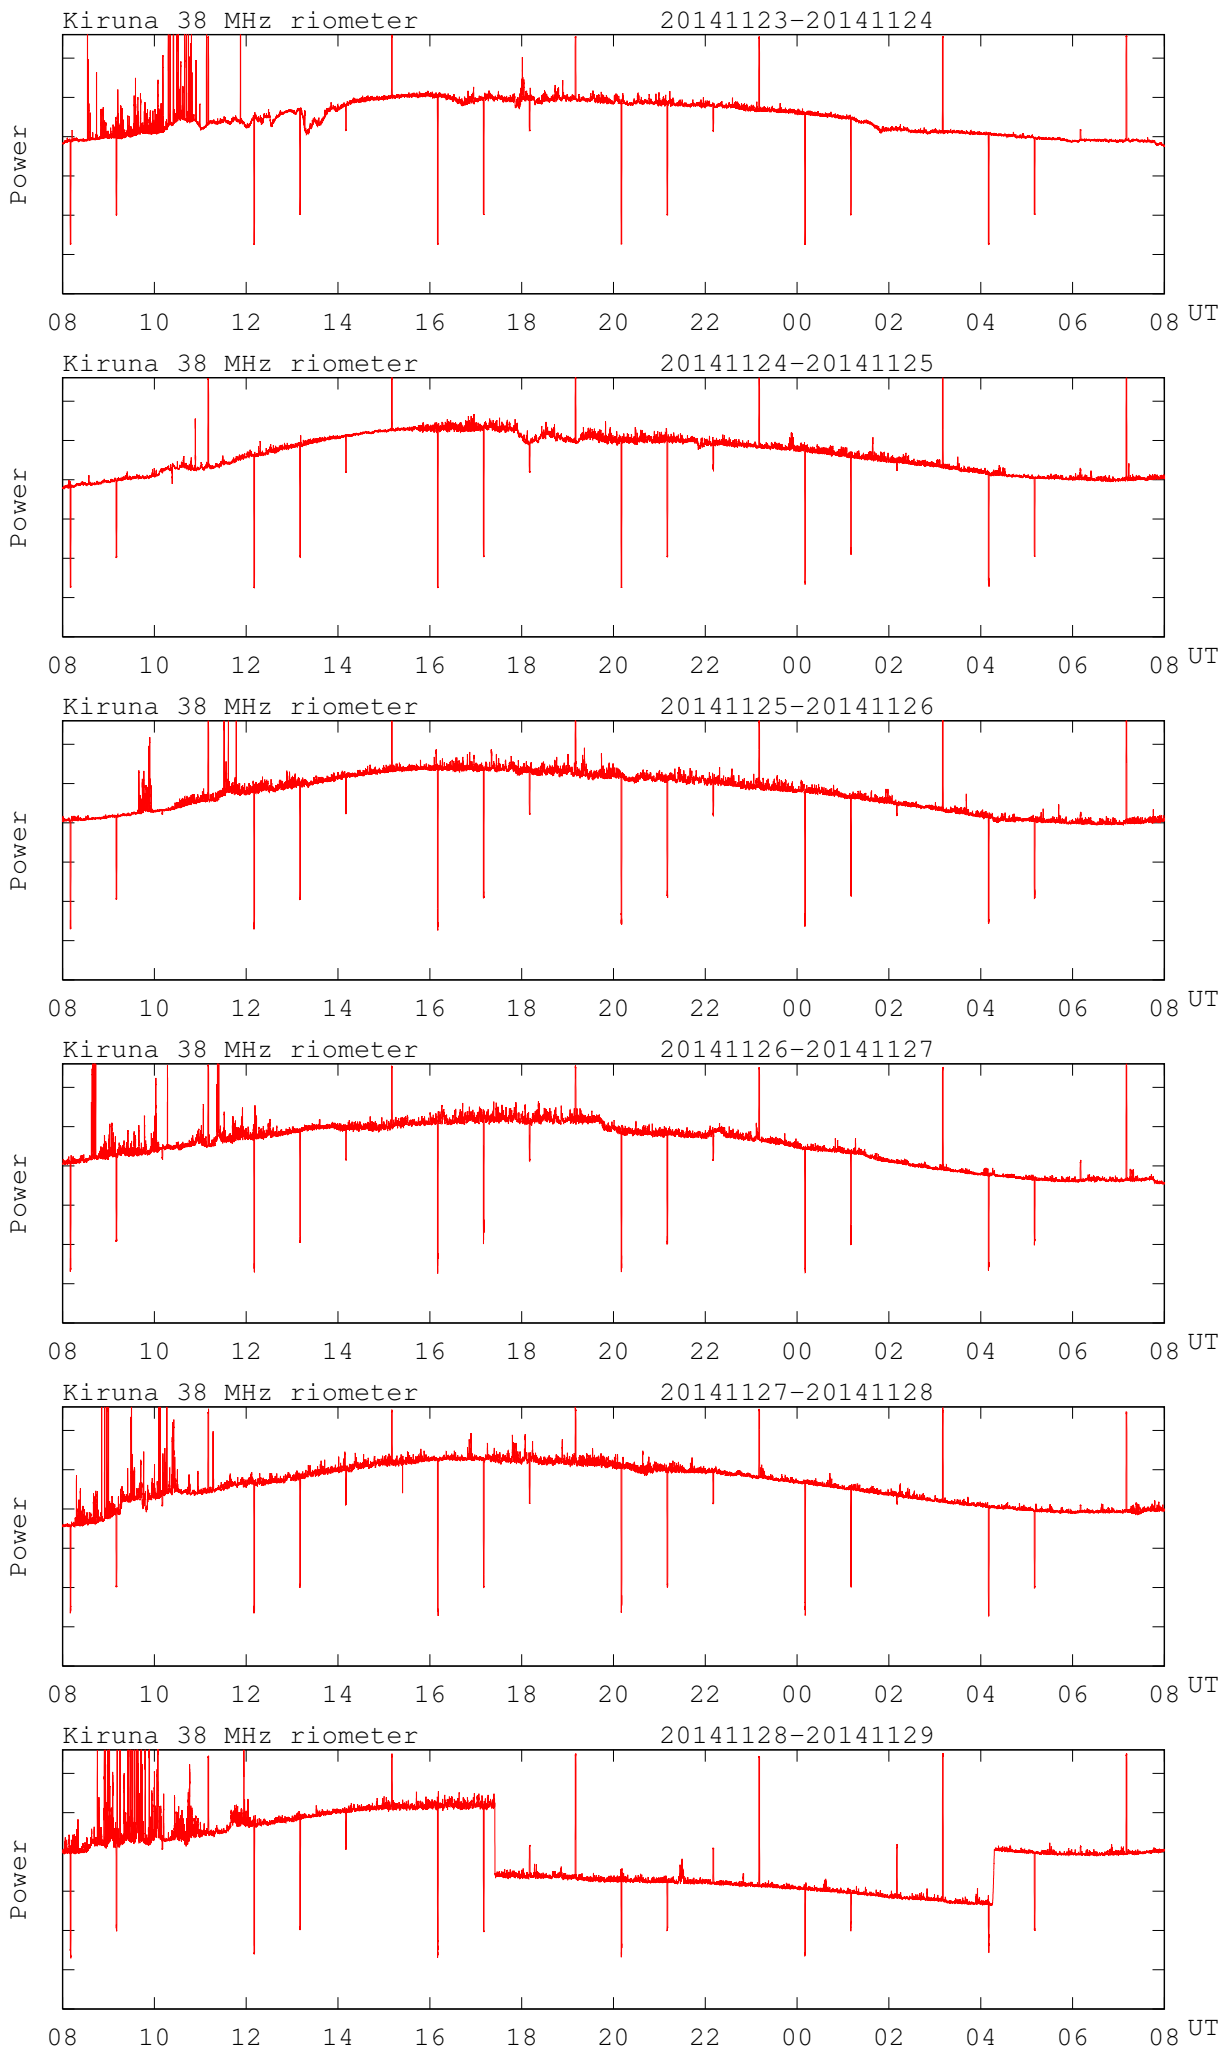 Kiruna 38 MHz riometer 20141123-20141124
Power
08 10 12 14 16 18 20 22 00 02 04 06 08 UT
Kiruna 38 MHz riometer 20141124-20141125
Power
08 10 12 14 16 18 20 22 00 02 04 06 08 UT
Kiruna 38 MHz riometer 20141125-20141126
Power
08 10 12 14 16 18 20 22 00 02 04 06 08 UT
Kiruna 38 MHz riometer 20141126-20141127
Power
08 10 12 14 16 18 20 22 00 02 04 06 08 UT
Kiruna 38 MHz riometer 20141127-20141128
Power
08 10 12 14 16 18 20 22 00 02 04 06 08 UT
Kiruna 38 MHz riometer 20141128-20141129
Power
08 10 12 14 16 18 20 22 00 02 04 06 08 UT